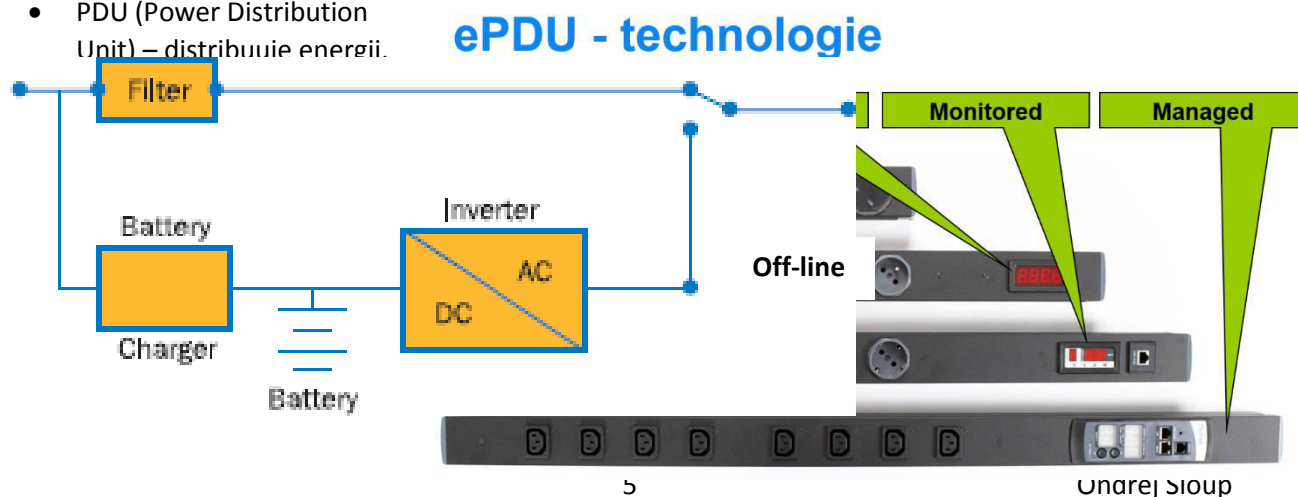 • PDU (Power Distribution
Unit) – distribuuje energii.
ePDU - technologie
Filter
Monitored
Managed
Battery
Charger
Inverter
AC
DC
Off-line
Battery
5
Ondřej Sloup